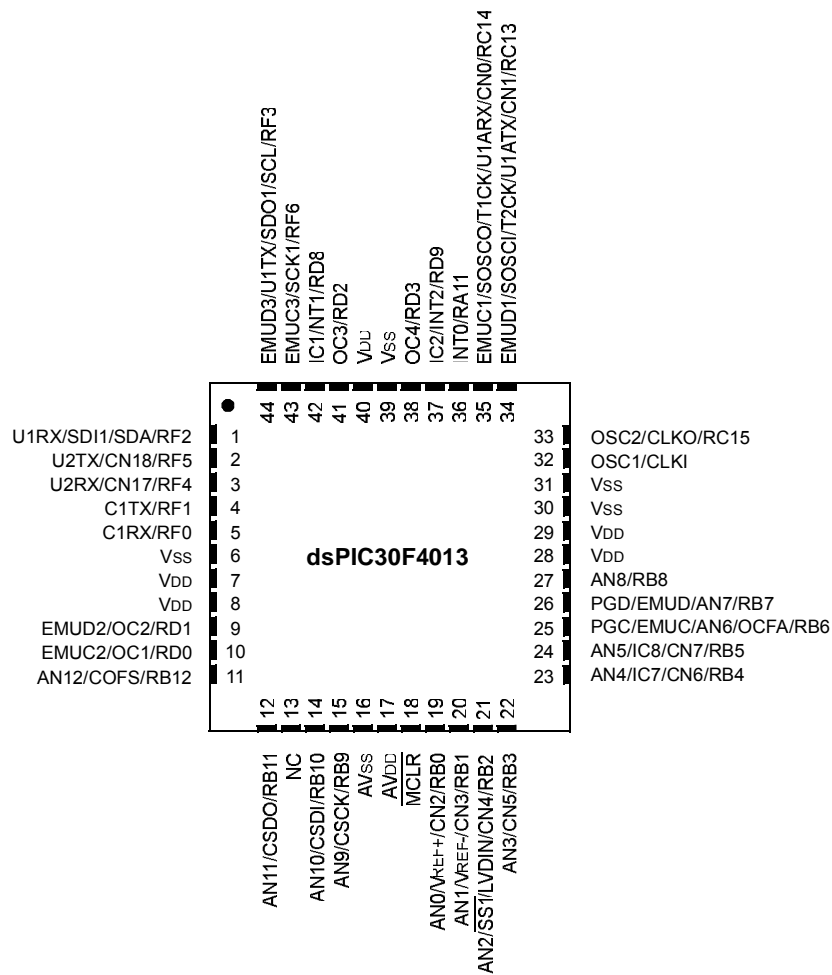 EMUD3/U1TX/SDO1/SCL/RF3
EMUC3/SCK1/RF6
IC1/INT1/RD8
OC3/RD2
VDD
VSS
OC4/RD3
IC2/INT2/RD9
INT0/RA11
EMUC1/SOSCO/T1CK/U1ARX/CN0/RC14
EMUD1/SOSCI/T2CK/U1ATX/CN1/RC13
44
43
42
41
40
39
38
37
36
35
34
U1RX/SDI1/SDA/RF2 1
U2TX/CN18/RF5 2
U2RX/CN17/RF4 3
C1TX/RF1 4
C1RX/RF0 5
VSS 6
VDD 7
VDD 8
EMUD2/OC2/RD1 9
EMUC2/OC1/RD0 10
AN12/COFS/RB12 11
dsPIC30F4013
33 OSC2/CLKO/RC15
32 OSC1/CLKI
31 VSS
30 VSS
29 VDD
28 VDD
27 AN8/RB8
26 PGD/EMUD/AN7/RB7
25 PGC/EMUC/AN6/OCFA/RB6
24 AN5/IC8/CN7/RB5
23 AN4/IC7/CN6/RB4
12
13
14
15
16
17
18
19
20
21
22
AN11/CSDO/RB11
NC
AN10/CSDI/RB10
AN9/CSCK/RB9
AVSS
AVDD
MCLR
AN0/VREF+/CN2/RB0
AN1/VREF-/CN3/RB1
AN2/SS1/LVDIN/CN4/RB2
AN3/CN5/RB3